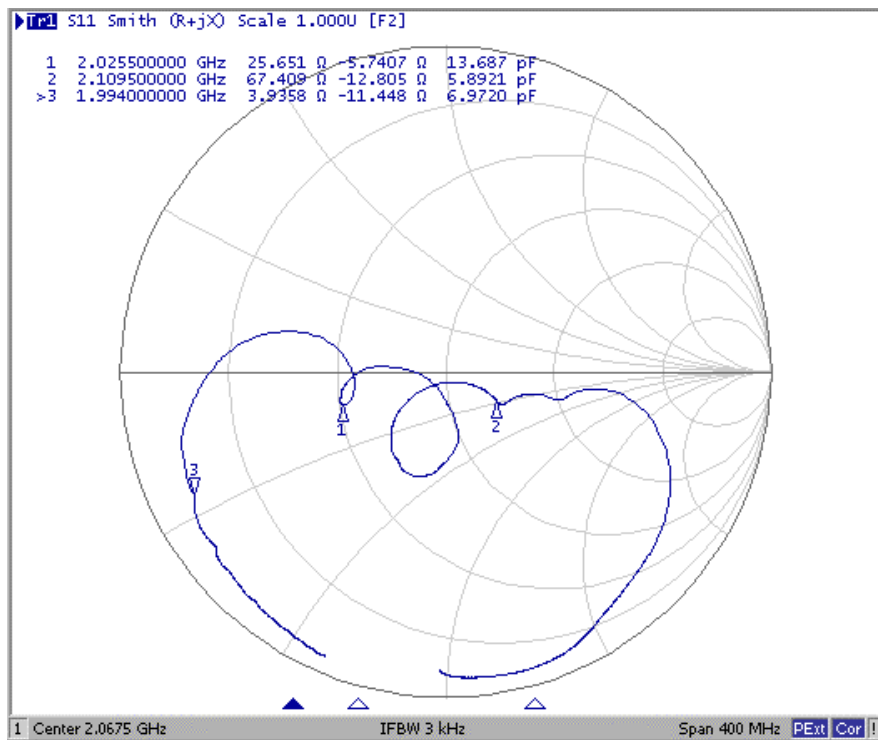 Tr1 S11 Smith (R+jX) Scale 1.000U [F2]
1 2.025500000 GHz 25.651 Ω -5.7407 Ω 13.687 pF
2 2.109500000 GHz 67.409 Ω -12.805 Ω 5.8921 pF
>3 1.994000000 GHz 3.9358 Ω -11.448 Ω 6.9720 pF
1
2
3
1 Center 2.0675 GHz IFBW 3 kHz Span 400 MHz PExt Cor !